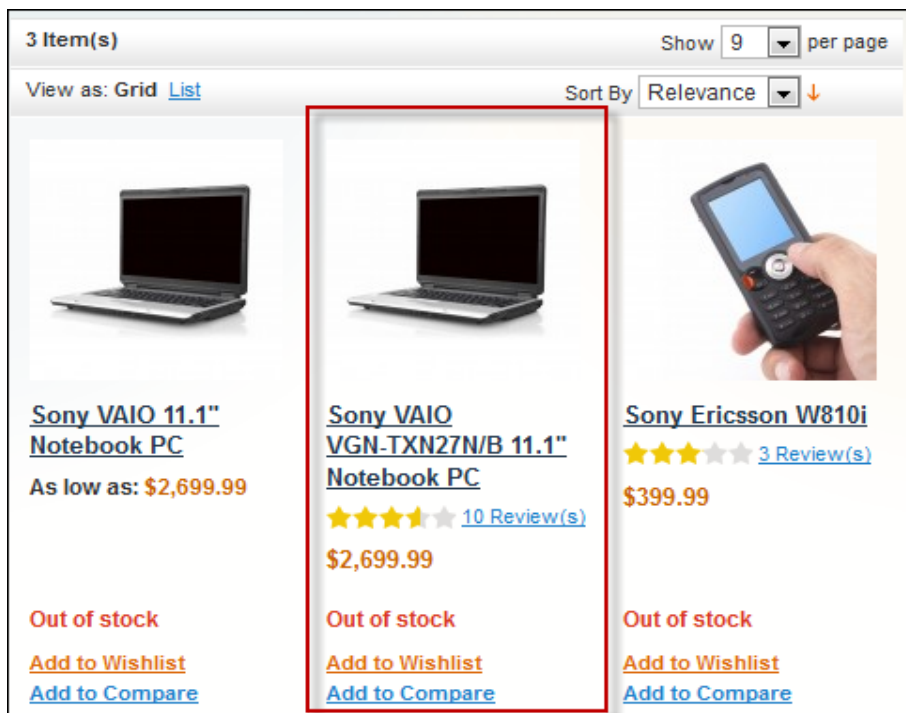 3 Item(s)
Show 9 per page
View as: Grid List
Sort By Relevance
Sony VAIO 11.1"
Notebook PC
As low as: $2,699.99
Out of stock
Add to Wishlist
Add to Compare
Sony VAIO
VGN-TXN27N/B 11.1"
Notebook PC
10 Review(s)
$2,699.99
Out of stock
Add to Wishlist
Add to Compare
Sony Ericsson W810i
3 Review(s)
$399.99
Out of stock
Add to Wishlist
Add to Compare